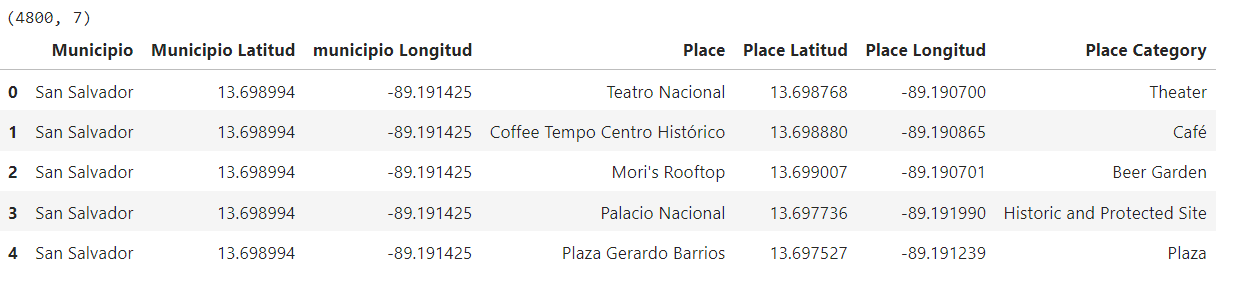 (4800, 7)
Municipio Municipio Latitud municipio Longitud Place Place Latitud Place Longitud Place Category
0 San Salvador 13.698994 -89.191425 Teatro Nacional 13.698768 -89.190700 Theater
1 San Salvador 13.698994 -89.191425 Coffee Tempo Centro Histórico 13.698880 -89.190865 Café
2 San Salvador 13.698994 -89.191425 Mori's Rooftop 13.699007 -89.190701 Beer Garden
3 San Salvador 13.698994 -89.191425 Palacio Nacional 13.697736 -89.191990 Historic and Protected Site
4 San Salvador 13.698994 -89.191425 Plaza Gerardo Barrios 13.697527 -89.191239 Plaza